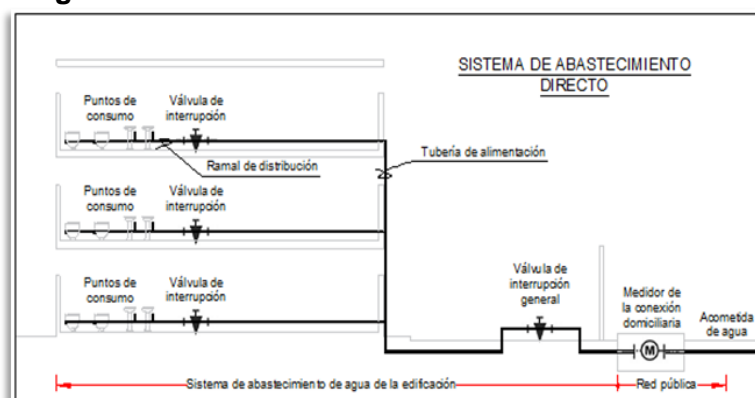 SISTEMA DE ABASTECIMIENTO
DIRECTO
Puntos de
consumo
Válvula de
interrupción
Ramal de distribución
Tubería de alimentación
Puntos de
consumo
Válvula de
interrupción
Puntos de
consumo
Válvula de
interrupción
Válvula de
interrupción
general
Medidor de
la conexión
domiciliaria
Acometida
de agua
M
Sistema de abastecimiento de agua de la edificación
Red pública